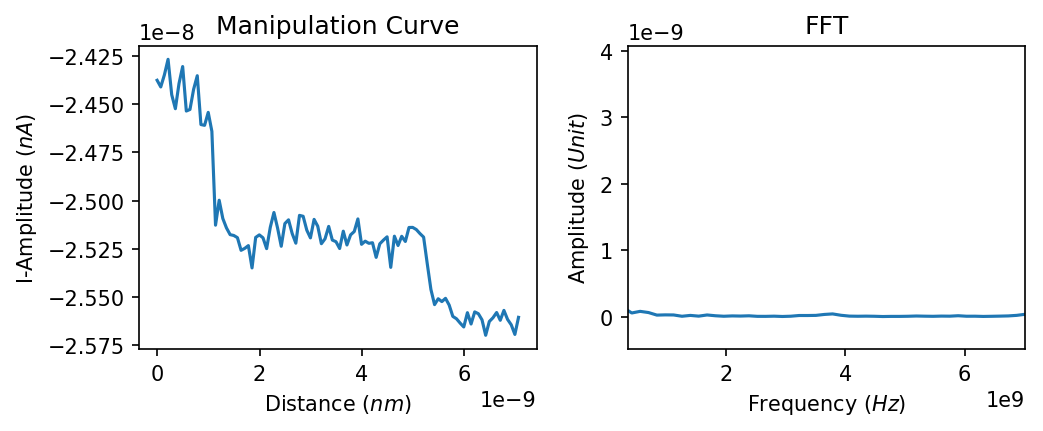 Manipulation Curve
1e−8
−2.425
−2.450
−2.475
−2.500
−2.525
−2.550
−2.575
I-Amplitude (nA)
0 2 4 6
1e−9
Distance (nm)
FFT
1e−9
4
3
2
1
0
Amplitude (Unit)
2 4 6
1e9
Frequency (Hz)